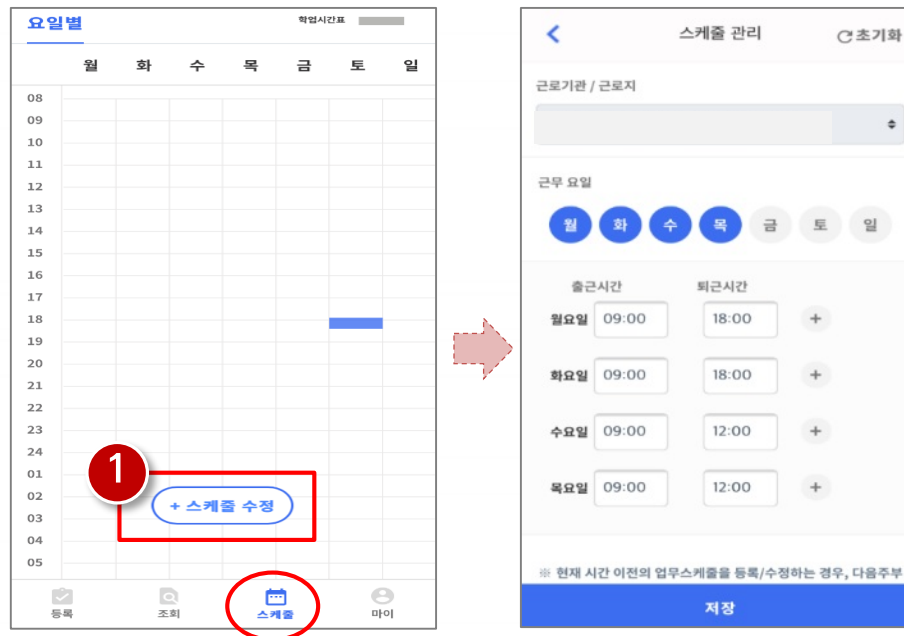 요일별
학업시간표
월 화 수 목 금 토 일
08
09
10
11
12
13
14
15
16
17
18
19
20
21
22
23
24
01
02
03
04
05
1
+ 스케줄 수정
등록 조회 스케줄 마이
스케줄 관리
초기화
근로기관 / 근로지
근무 요일
월 화 수 목 금 토 일
출근시간 퇴근시간
월요일 09:00 18:00 +
화요일 09:00 18:00 +
수요일 09:00 12:00 +
목요일 09:00 12:00 +
※ 현재 시간 이전의 업무스케줄을 등록/수정하는 경우, 다음주부
저장